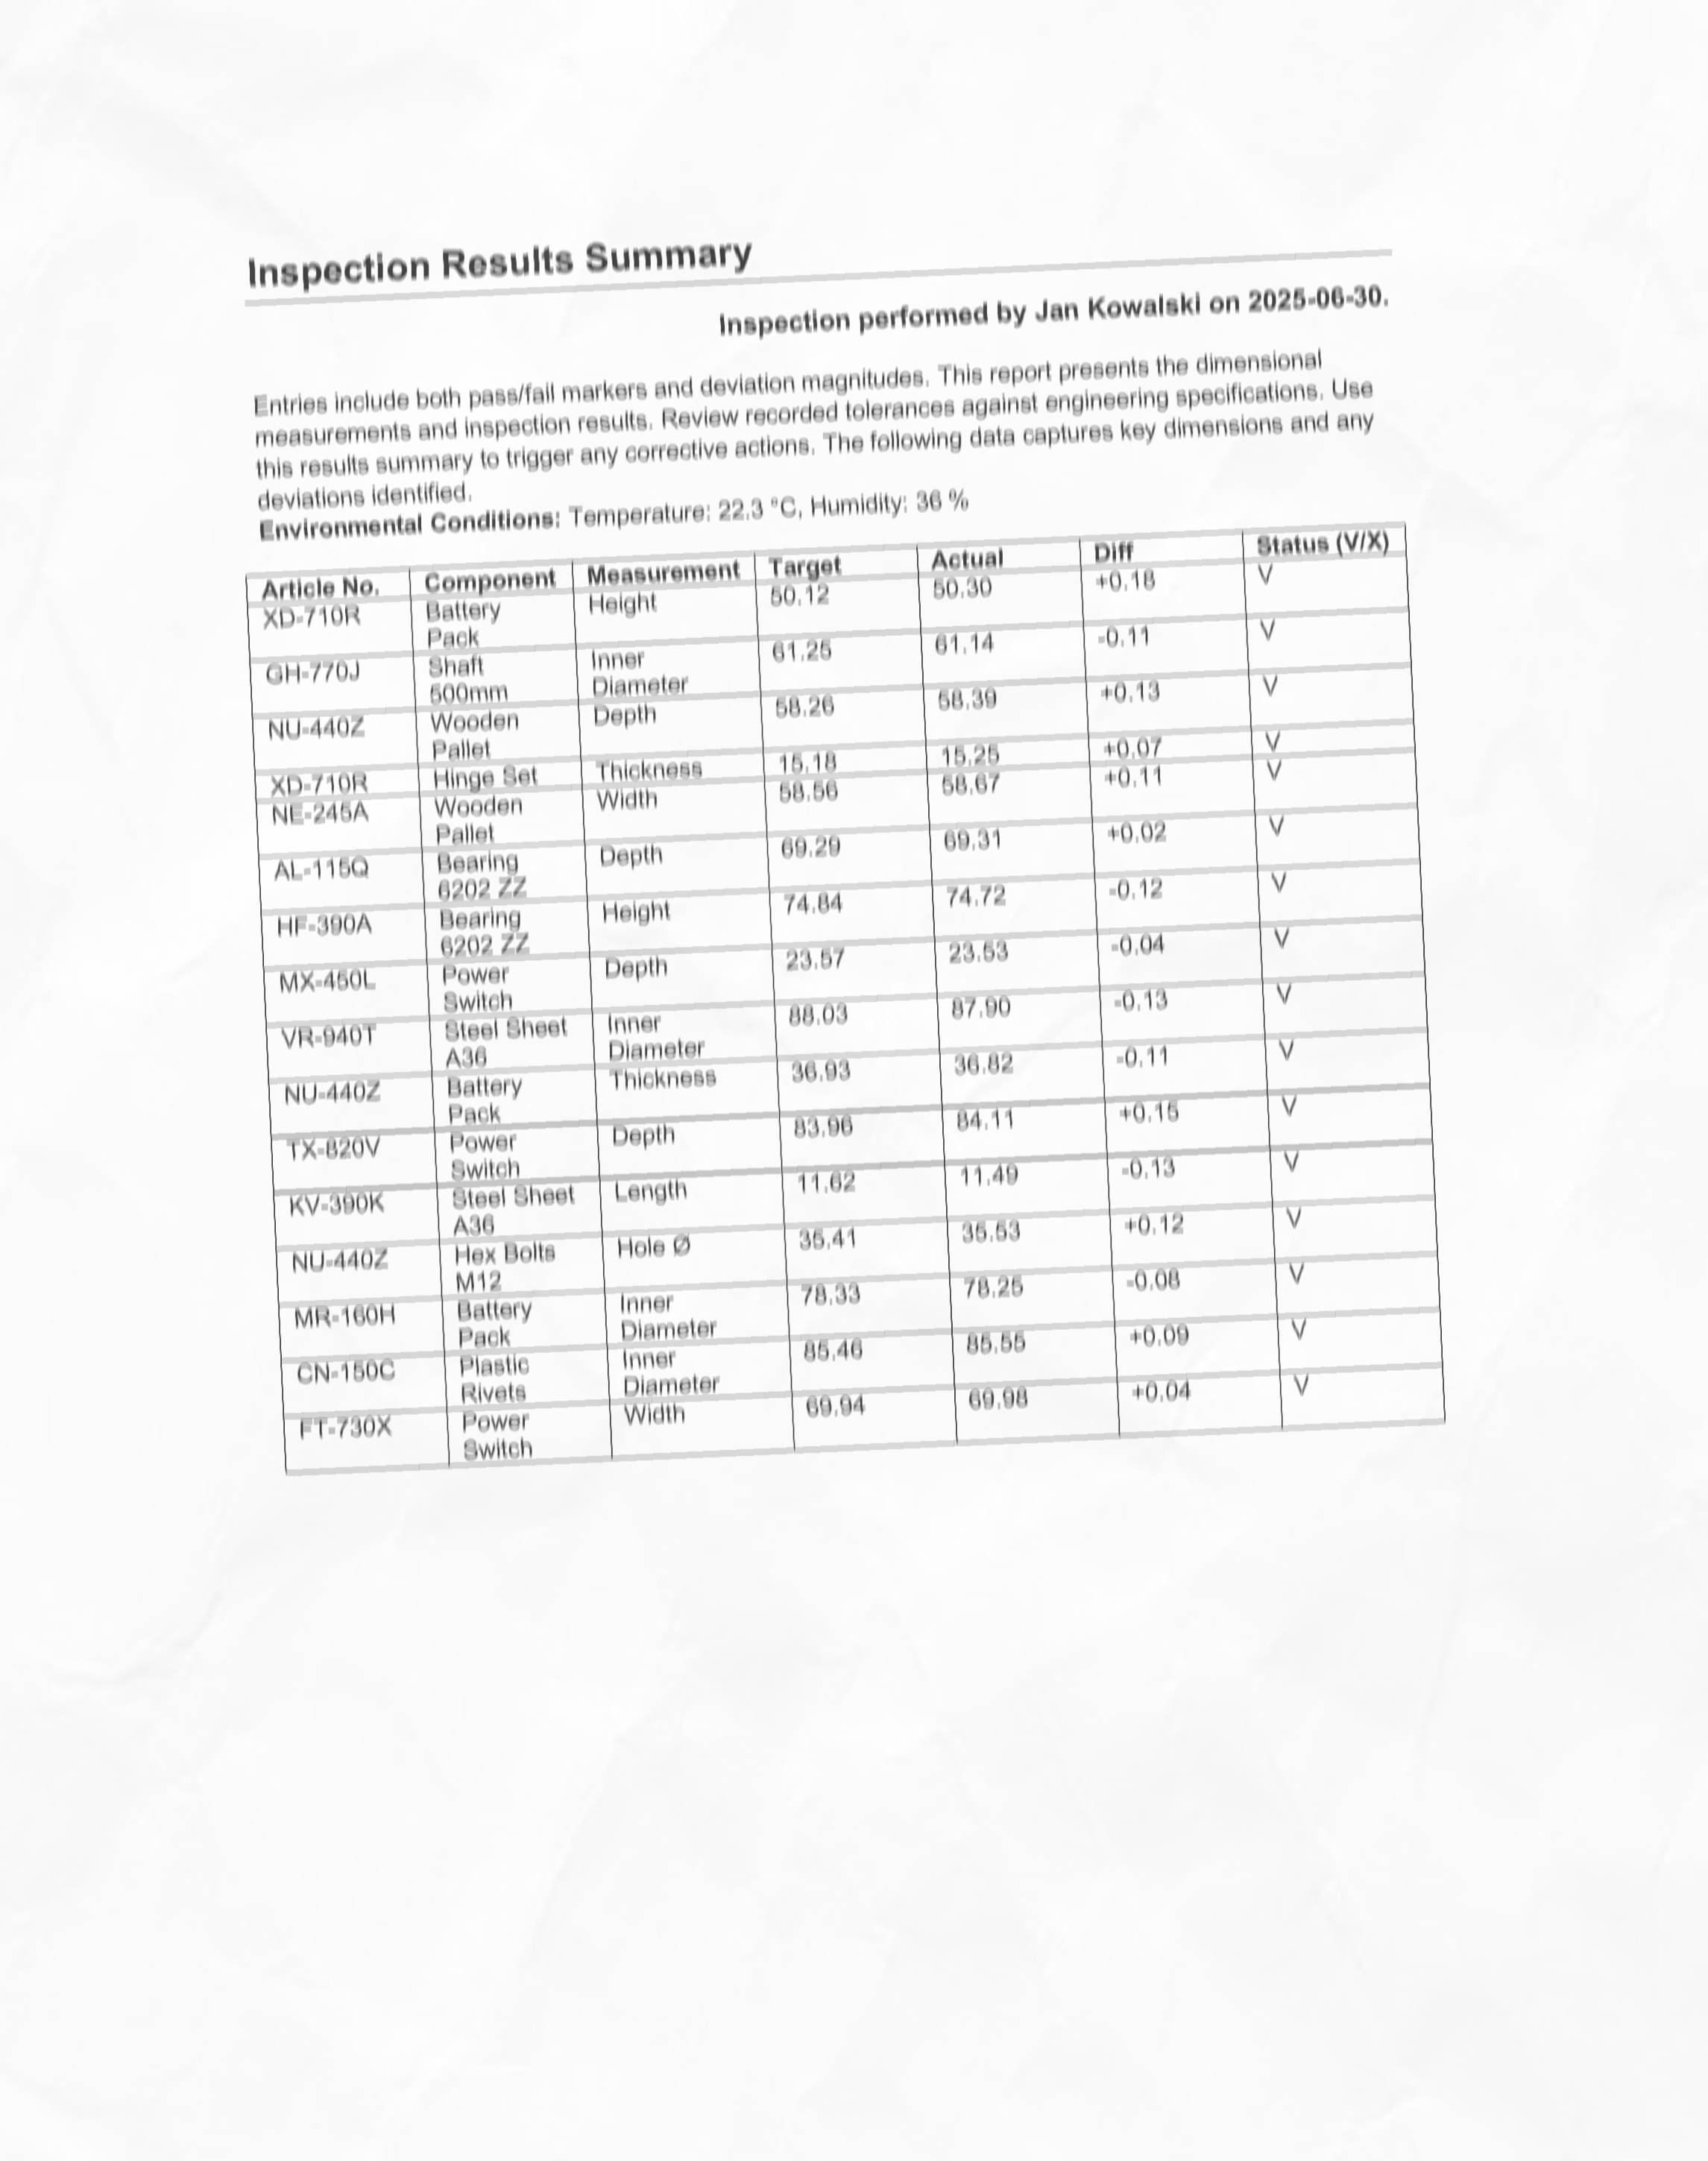 Inspection Results Summary
Inspection performed by Jan Kowalski on 2025-06-30.
Entries include both pass/fail markers and deviation magnitudes. This report presents the dimensional
measurements and inspection results. Review recorded tolerances against engineering specifications. Use
this results summary to trigger any corrective actions. The following data captures key dimensions and any
deviations identified.
Environmental Conditions: Temperature: 22.3 °C, Humidity: 36 %
Article No. Component Measurement Target Actual Diff Status (V/X)
XD-710R Battery Height 50.12 50.30 +0.18 V
Pack
GH-770J Shaft Inner 61.25 61.14 -0.11 V
500mm Diameter
NU-440Z Wooden Depth 58.26 58.39 +0.13 V
Pallet
XD-710R Hinge Set Thickness 15.18 15.25 +0.07 V
NE-245A Wooden Width 58.56 58.67 +0.11 V
Pallet
AL-115Q Bearing Depth 69.29 69.31 +0.02 V
6202 ZZ
HF-390A Bearing Height 74.84 74.72 -0.12 V
6202 ZZ
MX-450L Power Depth 23.57 23.53 -0.04 V
Switch
VR-940T Steel Sheet Inner 88.03 87.90 -0.13 V
A36 Diameter
NU-440Z Battery Thickness 36.93 36.82 -0.11 V
Pack
TX-820V Power Depth 83.96 84.11 +0.15 V
Switch
KV-390K Steel Sheet Length 11.62 11.49 -0.13 V
A36
NU-440Z Hex Bolts Hole Ø 35.41 35.53 +0.12 V
M12
MR-160H Battery Inner 78.33 78.25 -0.08 V
Pack Diameter
CN-150C Plastic Inner 85.46 85.55 +0.09 V
Rivets Diameter
FT-730X Power Width 69.94 69.98 +0.04 V
Switch